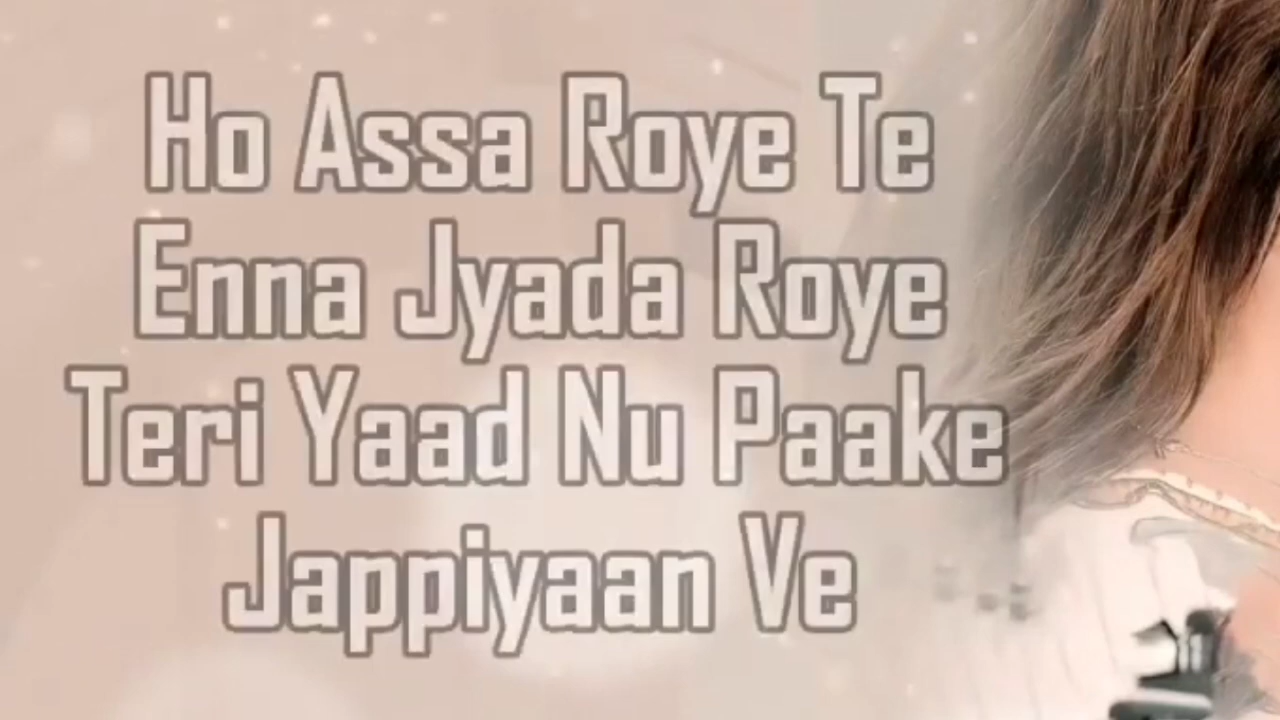 Ho Assa Roye Te
Enna Jyada Roye
Teri Yaad Nu Paake
Jappiyaan Ve